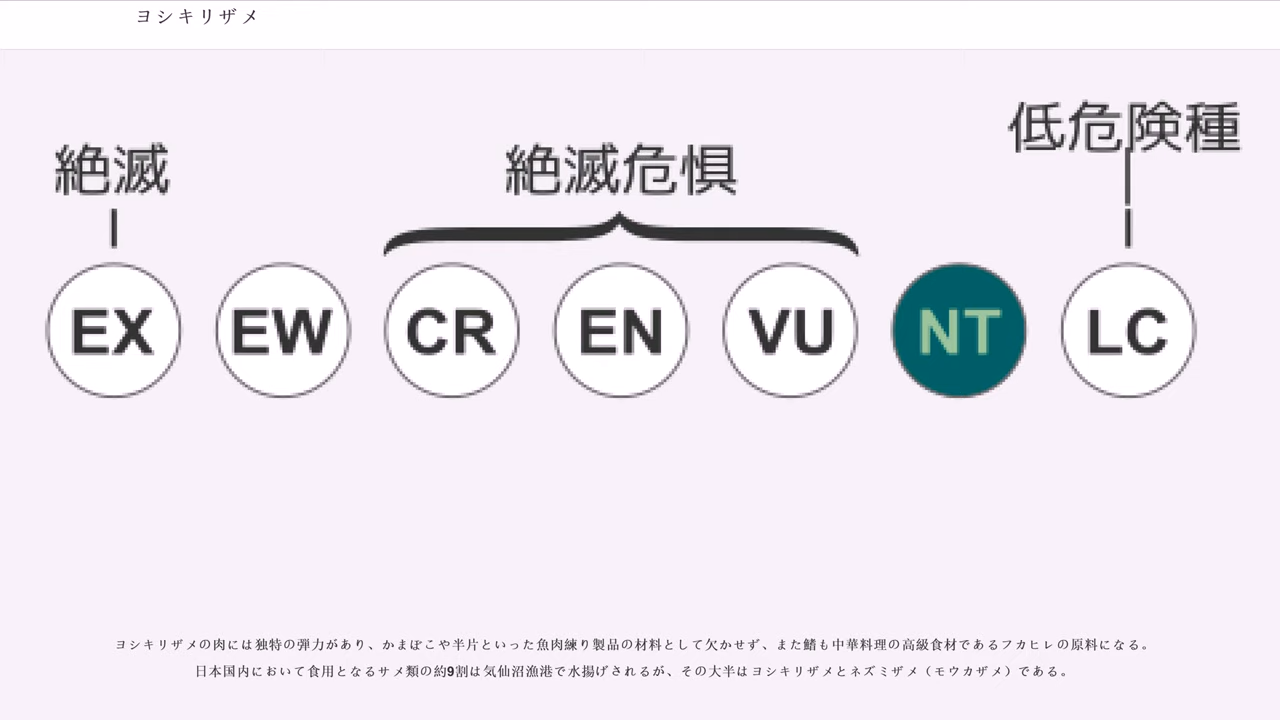 ヨシキリザメ
低危険種
絶滅
絶滅危惧
EX EW CR EN VU NT LC
ヨシキリザメの肉には独特の弾力があり、かまぼこや半片といった魚肉練り製品の材料として欠かせず、また鰭も中華料理の高級食材であるフカヒレの原料になる。
日本国内において食用となるサメ類の約9割は気仙沼漁港で水揚げされるが、その大半はヨシキリザメとネズミザメ（モウカザメ）である。